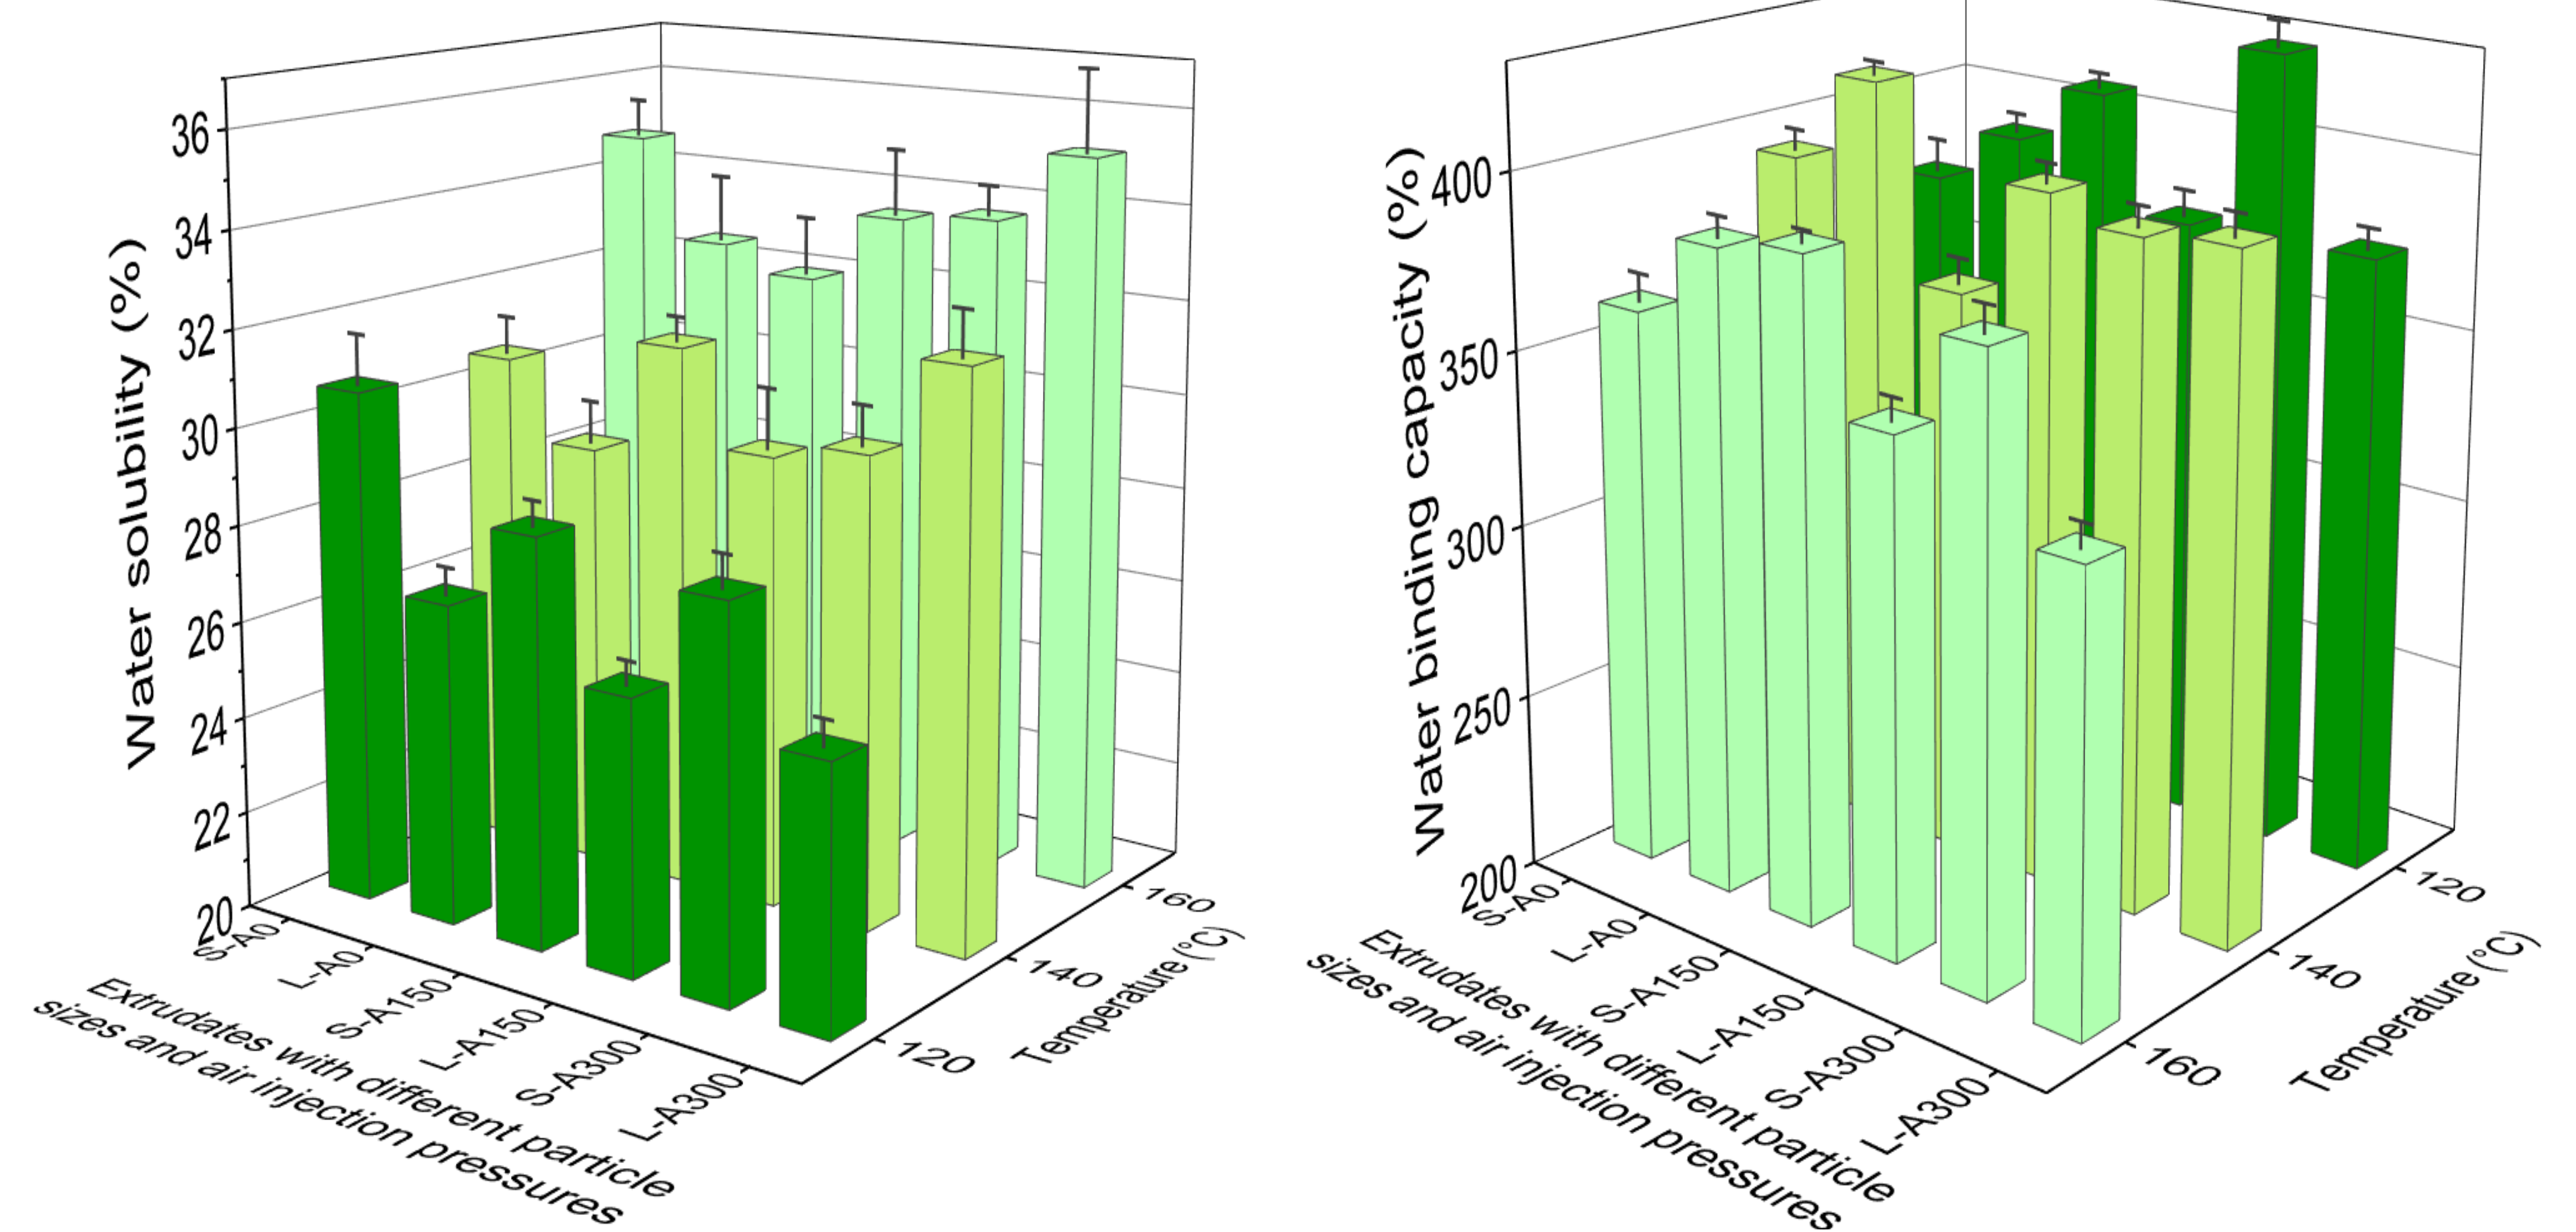 Water solubility (%)
36
34
32
30
28
26
24
22
20
S-A0
L-A0
S-A150
L-A150
S-A300
L-A300
Extrudates with different particle
sizes and air injection pressures
120
140
160
Temperature (°C)
Water binding capacity (%)
400
350
300
250
200
S-A0
L-A0
S-A150
L-A150
S-A300
L-A300
Extrudates with different particle
sizes and air injection pressures
160
140
120
Temperature (°C)